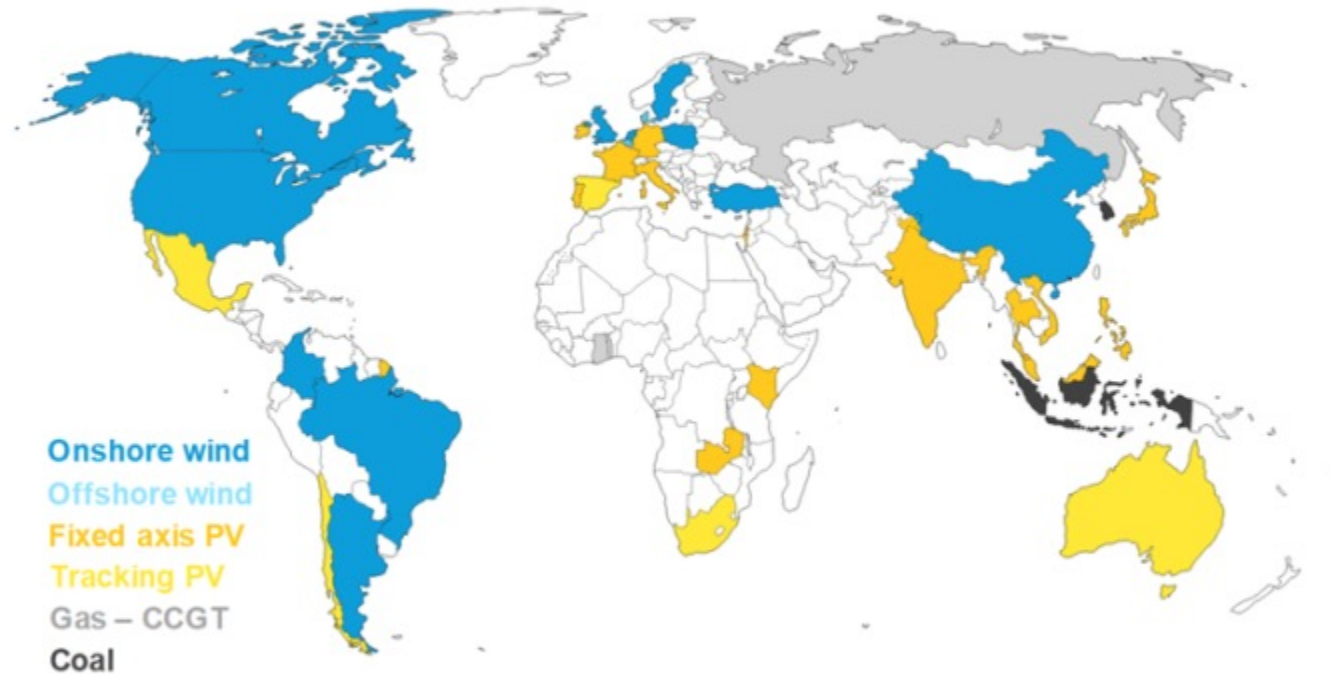 Onshore wind
Offshore wind
Fixed axis PV
Tracking PV
Gas – CCGT
Coal